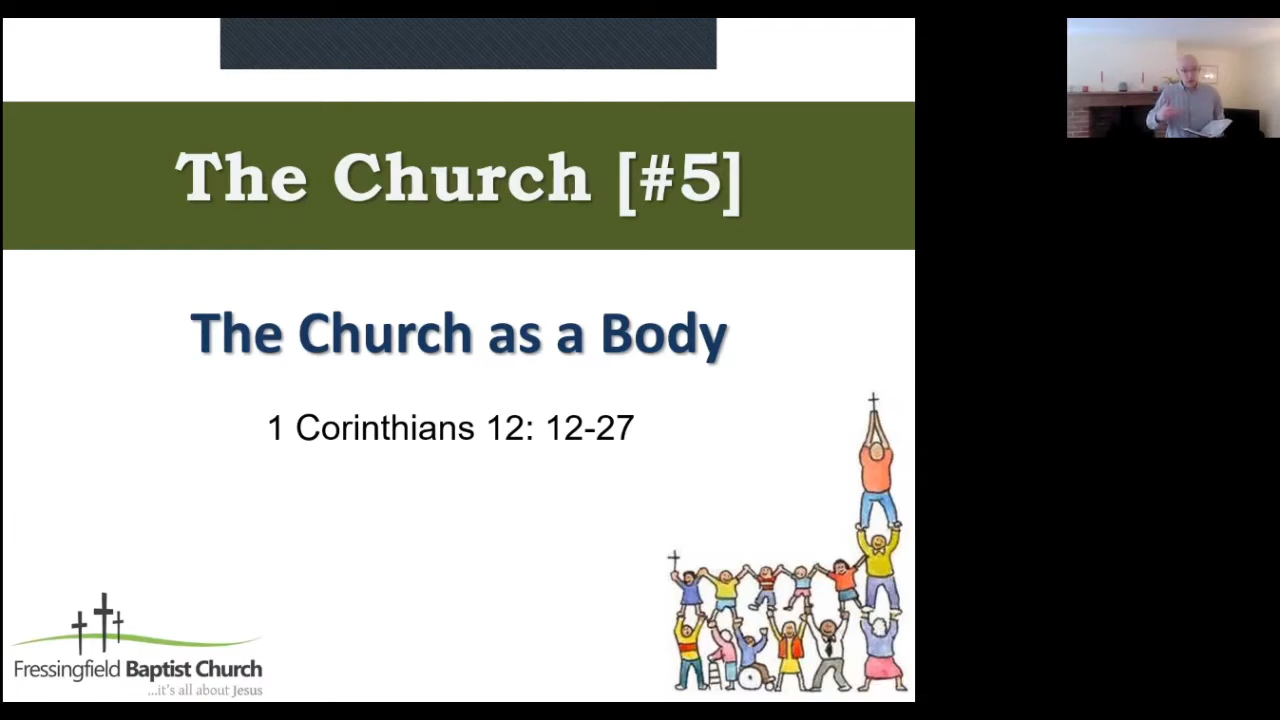 The Church [#5]
The Church as a Body
1 Corinthians 12: 12-27
Fressingfield Baptist Church
...it's all about Jesus